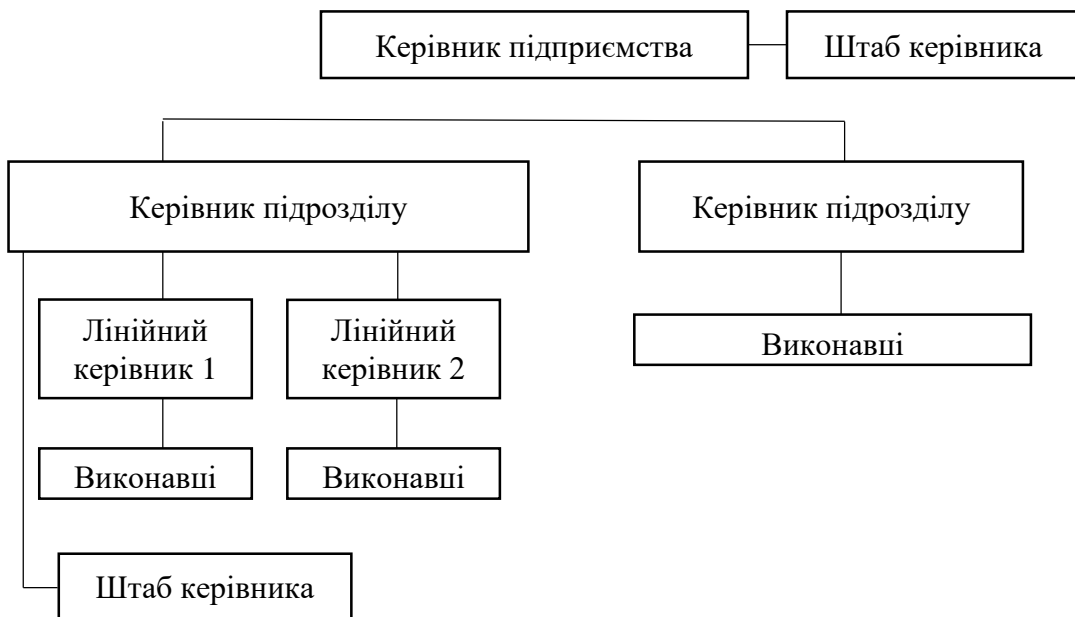 Керівник підприємства
Штаб керівника
Керівник підрозділу
Керівник підрозділу
Лінійний
керівник 1
Лінійний
керівник 2
Виконавці
Виконавці
Виконавці
Штаб керівника